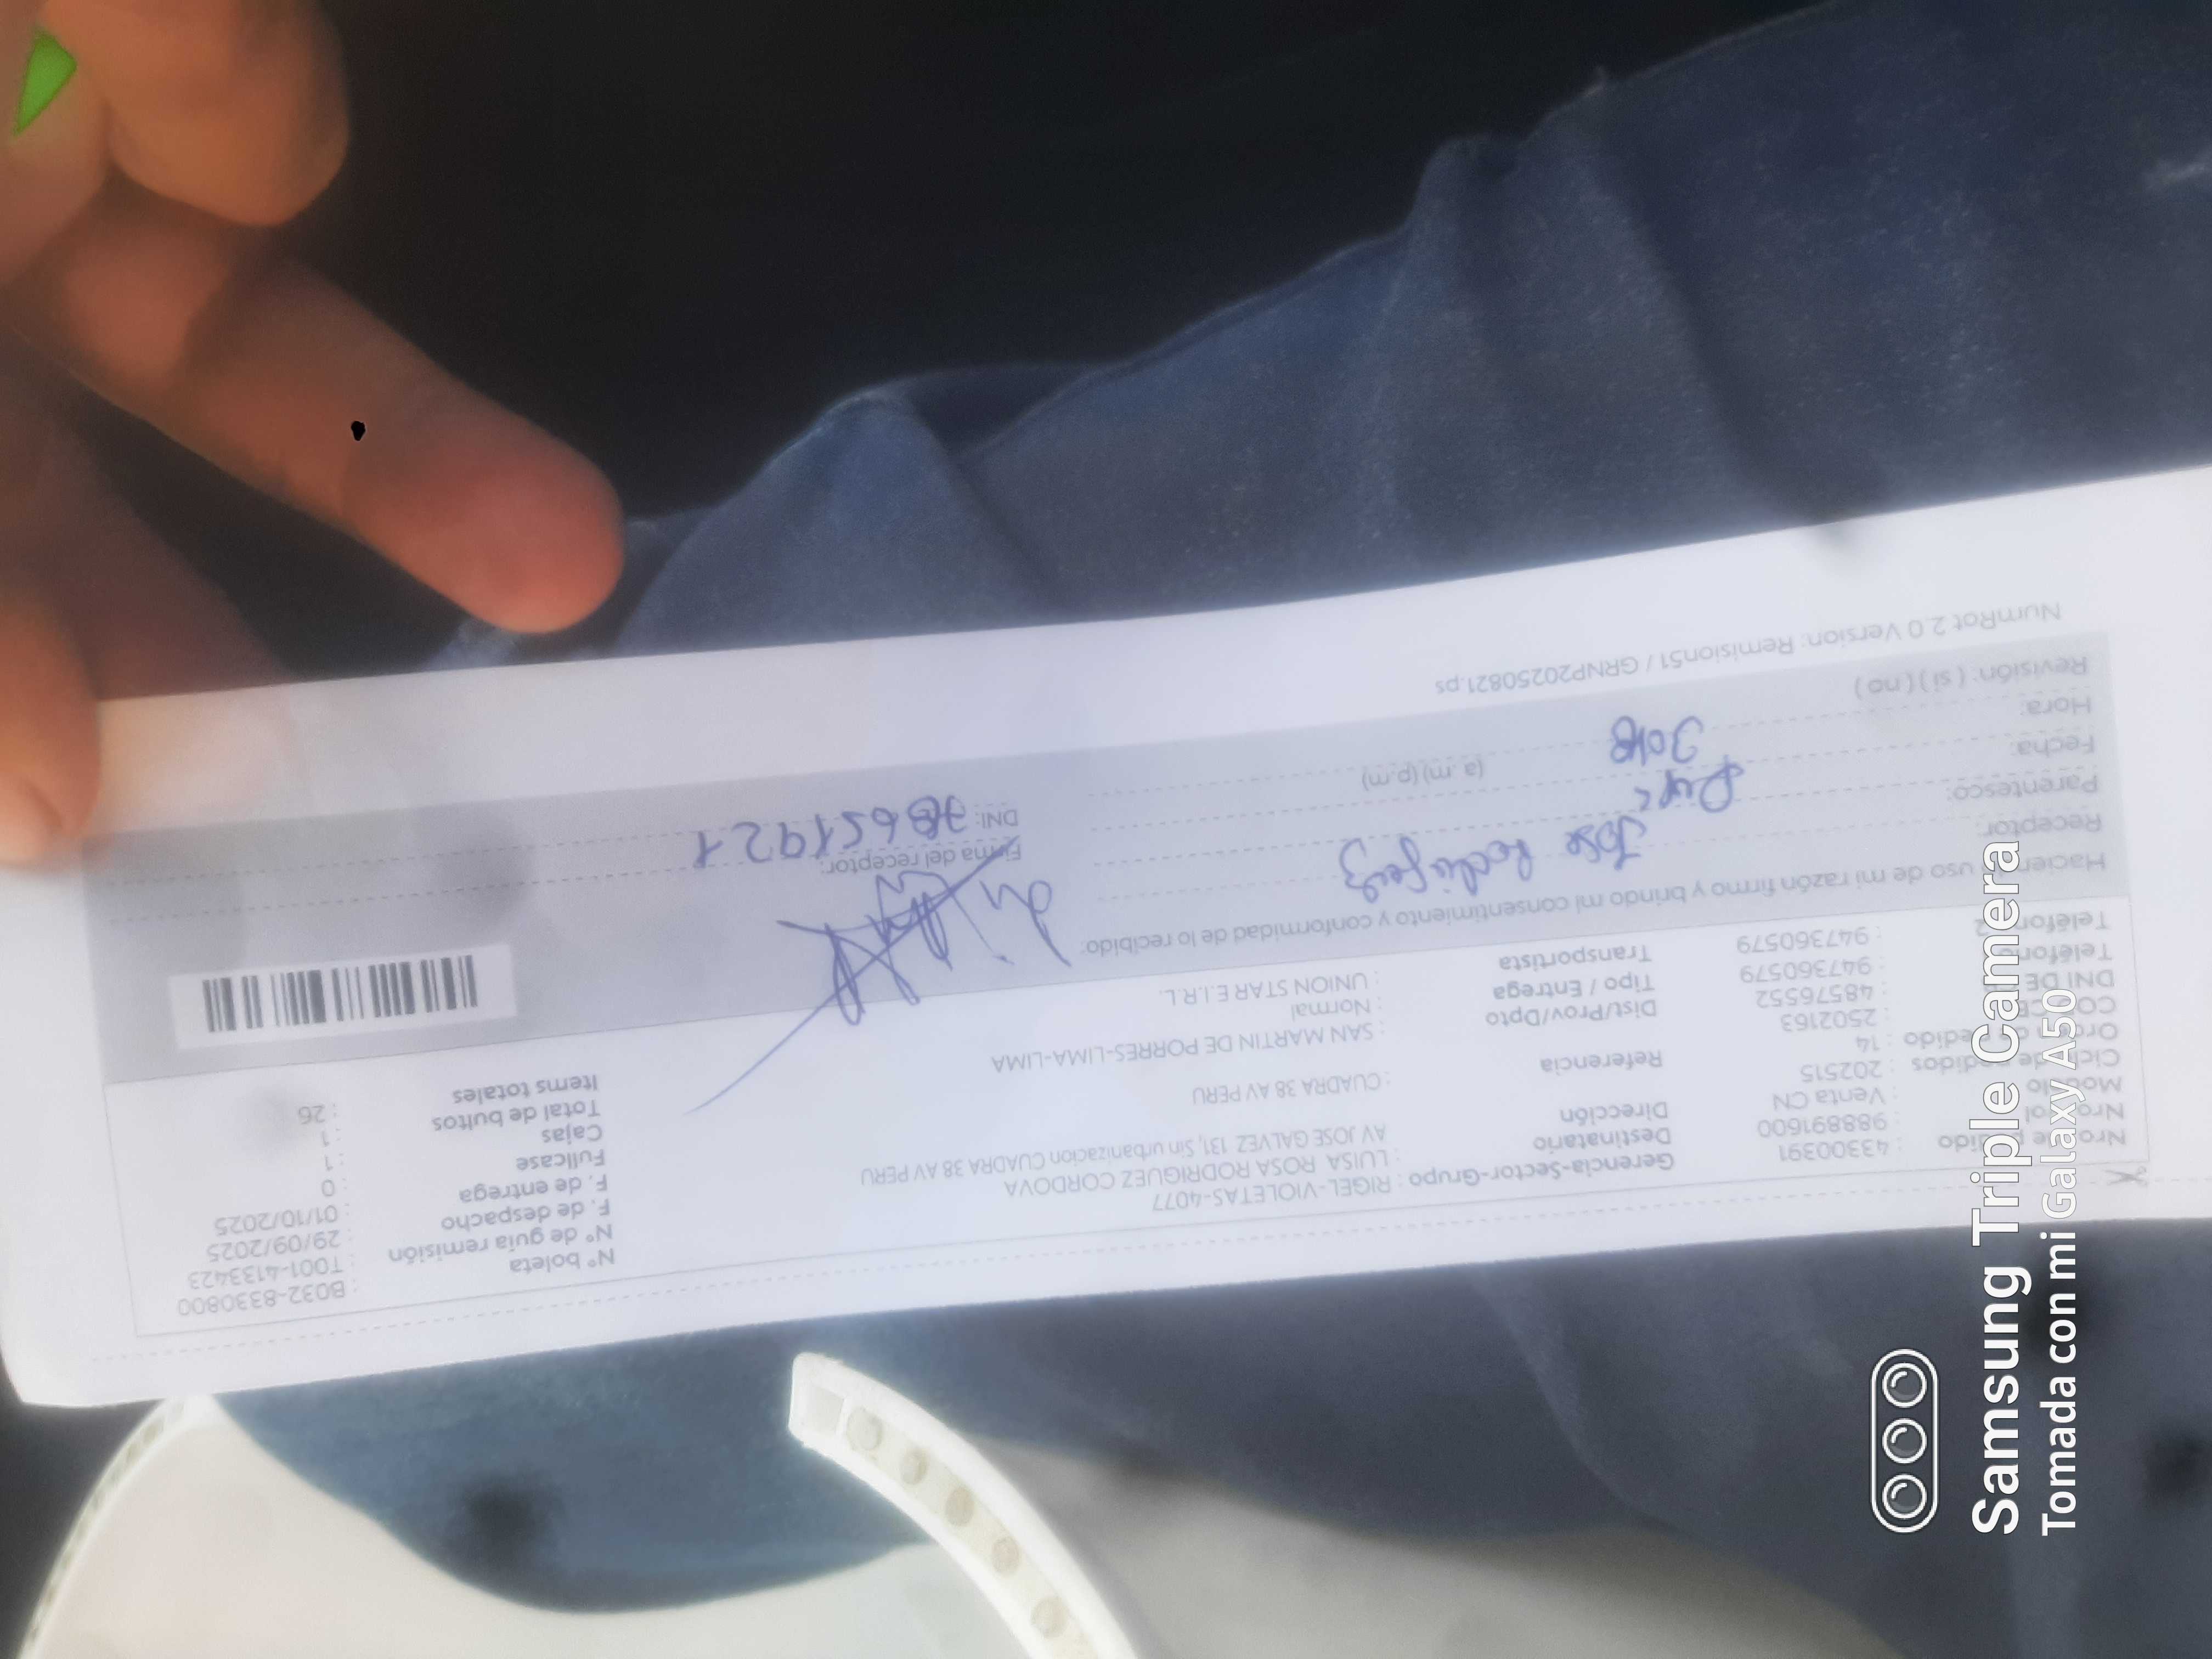 Nro de pedido : 43300391
Nro rol : 988891600
Modulo : Venta CN
Ciclo de pedidos : 202515
Orden de pedido : 14
: 2502163
DNI DE : 48576552
Teléfono : 947360579
Teléfono 2 : 947360579
Gerencia-Sector-Grupo : RIGEL-VIOLETAS-4077
Destinatario : LUISA ROSA RODRIGUEZ CORDOVA
Dirección AV JOSE GALVEZ 131, Sin urbanizacion CUADRA 38 AV PERU
Referencia : CUADRA 38 AV PERU
Dist/Prov/Dpto : SAN MARTIN DE PORRES-LIMA-LIMA
Tipo / Entrega : Normal
Transportista : UNION STAR E.I.R.L.
Nº boleta : B032-8330800
Nº de guía remisión : T001-4133423
F. de despacho : 29/09/2025
F. de entrega : 01/10/2025
Fullcase : 0
Cajas : 1
Total de bultos : 1
Items totales : 26
Haciendo uso de mi razón firmo y brindo mi consentimiento y conformidad de lo recibido:
Receptor: Jose Rodriguez
Parentesco:
Fecha:
Hora: (a. m) (p.m)
Revisión: ( si ) ( no )
Firma del receptor:
DNI:
NumRot 2.0 Version: Remision51 / GRNP20250821.ps
Samsung Triple Camera
Tomada con mi Galaxy A50